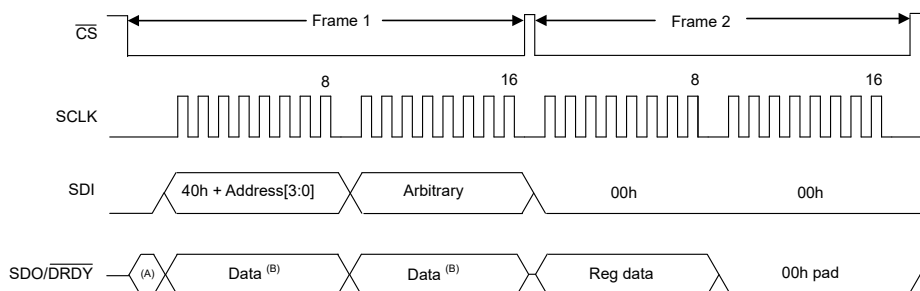 Frame 1
Frame 2
CS
8
16
8
16
SCLK
SDI
40h + Address[3:0]
Arbitrary
00h
00h
SDO/DRDY
(A)
Data (B)
Data (B)
Reg data
00h pad